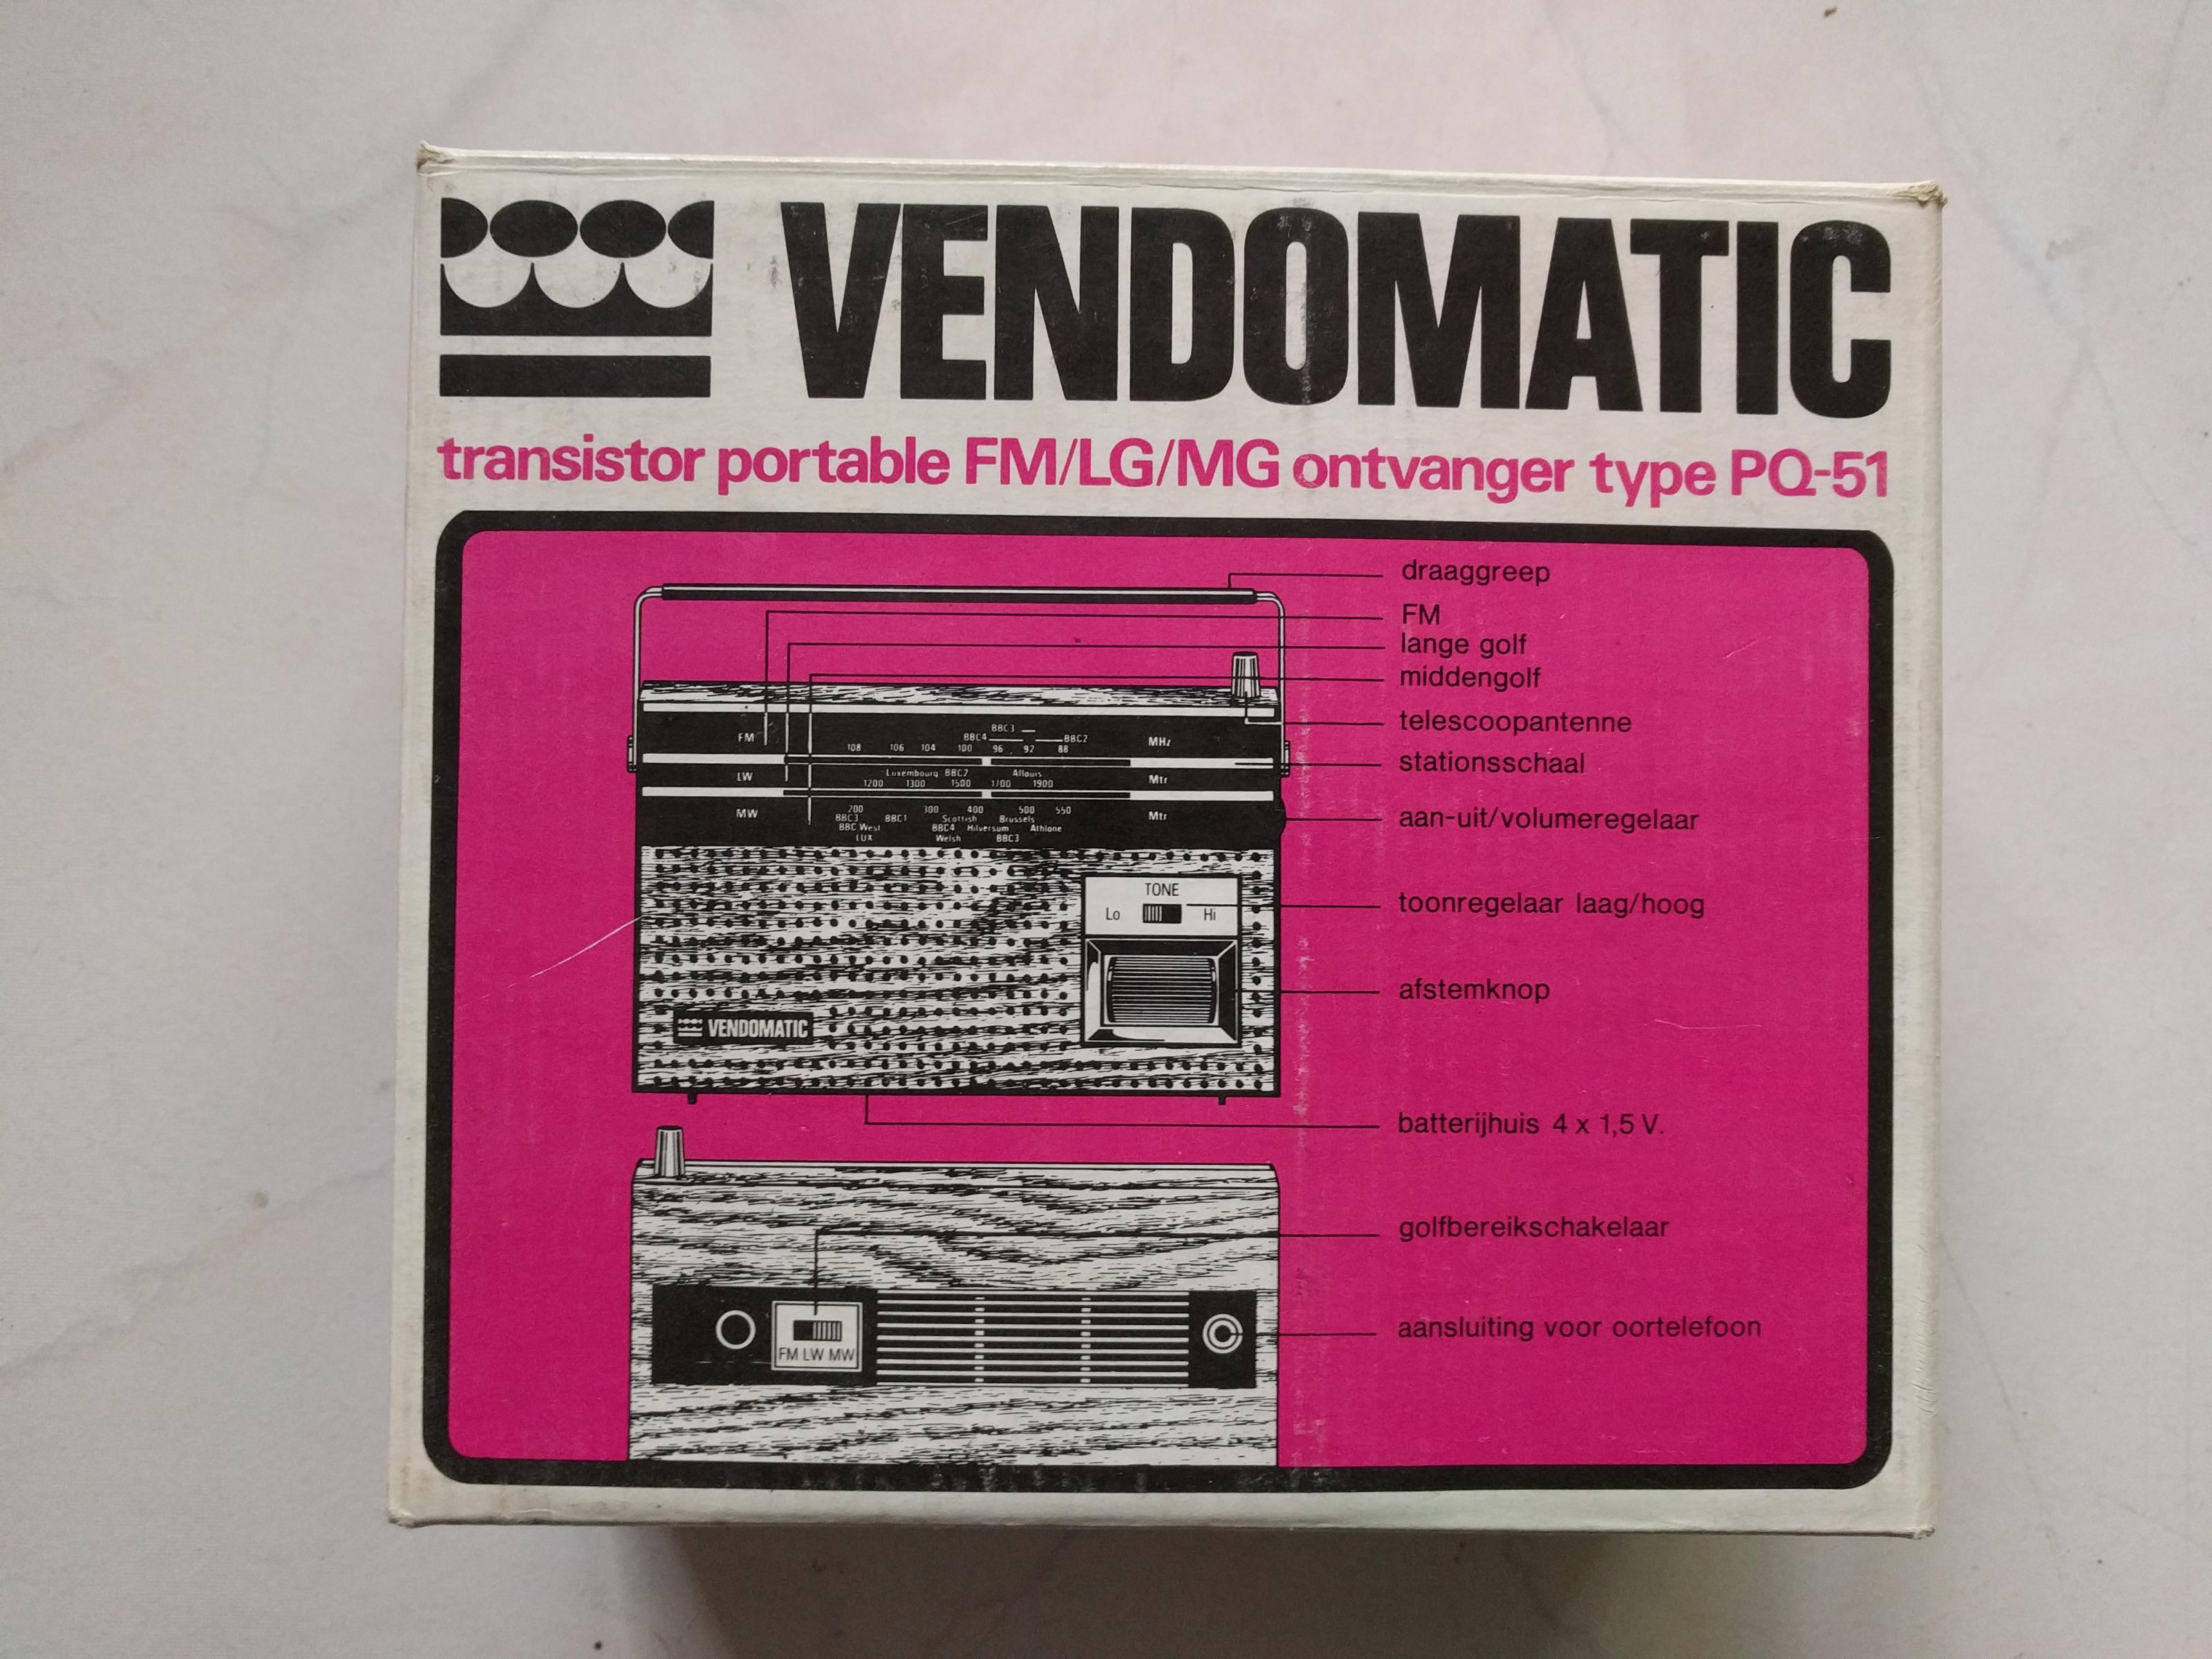 VENDOMATIC
transistor portable FM/LG/MG ontvanger type PQ-51
draaggreep
FM
lange golf
middengolf
telescoopantenne
stationsschaal
aan-uit/volumeregelaar
toonregelaar laag/hoog
afstemknop
batterijhuis 4 x 1,5 V.
golfbereikschakelaar
aansluiting voor oortelefoon
BBC3
BBC4 BBC2
FM 108 106 104 100 96 92 88 MHz
Luxembourg BBC2 Allouis
LW 1200 1300 1500 1700 1900 Mtr
MW 200 300 400 500 550 Mtr
BBC3 BBC1 Scottish Brussels
BBC West BBC4 Hilversum Athlone
LUX Welsh BBC3
TONE
Lo Hi
VENDOMATIC
FM LW MW